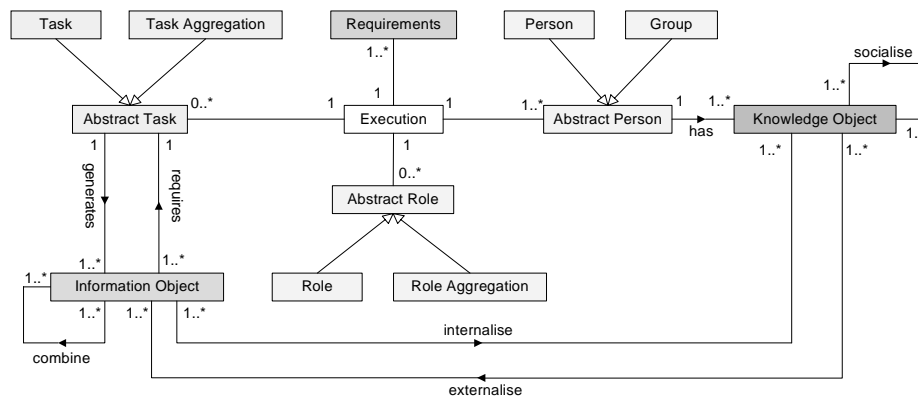 Task
Task Aggregation
Requirements
Person
Group
socialise
1..*
1..*
0..*
1
1
1
1..*
1
1..*
Abstract Task
Execution
Abstract Person
has
Knowledge Object
1
1
1
1..*
1..*
1..
generates
requires
0..*
Abstract Role
1..*
1..*
1..*
Information Object
Role
Role Aggregation
1..*
1..*
1..*
internalise
combine
externalise